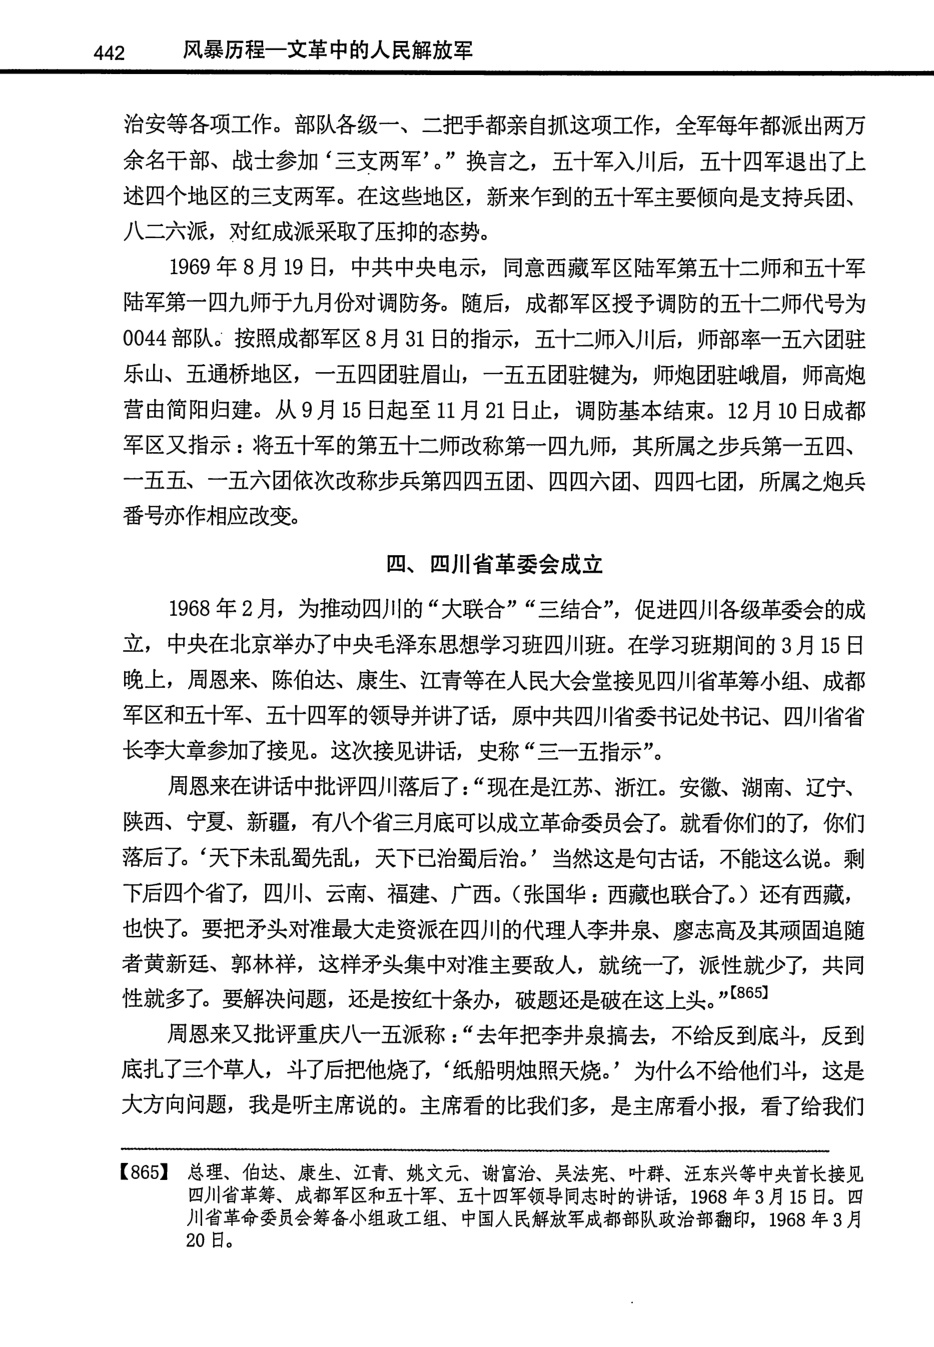 442 风暴历程—文革中的人民解放军
治安等各项工作。部队各级一、二把手都亲自抓这项工作，全军每年都派出两万
余名干部、战士参加‘三支两军’。”换言之，五十军入川后，五十四军退出了上
述四个地区的三支两军。在这些地区，新来乍到的五十军主要倾向是支持兵团、
八二六派，对红成派采取了压抑的态势。
1969 年 8 月 19 日，中共中央电示，同意西藏军区陆军第五十二师和五十军
陆军第一四九师于九月份对调防务。随后，成都军区授予调防的五十二师代号为
0044 部队。按照成都军区 8 月 31 日的指示，五十二师入川后，师部率一五六团驻
乐山、五通桥地区，一五四团驻眉山，一五五团驻犍为，师炮团驻峨眉，师高炮
营由简阳归建。从 9 月 15 日起至 11 月 21 日止，调防基本结束。12 月 10 日成都
军区又指示：将五十军的第五十二师改称第一四九师，其所属之步兵第一五四、
一五五、一五六团依次改称步兵第四四五团、四四六团、四四七团，所属之炮兵
番号亦作相应改变。
四、四川省革委会成立
1968 年 2 月，为推动四川的“大联合”“三结合”，促进四川各级革委会的成
立，中央在北京举办了中央毛泽东思想学习班四川班。在学习班期间的 3 月 15 日
晚上，周恩来、陈伯达、康生、江青等在人民大会堂接见四川省革筹小组、成都
军区和五十军、五十四军的领导并讲了话，原中共四川省委书记处书记、四川省省
长李大章参加了接见。这次接见讲话，史称“三一五指示”。
周恩来在讲话中批评四川落后了：“现在是江苏、浙江。安徽、湖南、辽宁、
陕西、宁夏、新疆，有八个省三月底可以成立革命委员会了。就看你们的了，你们
落后了。‘天下未乱蜀先乱，天下已治蜀后治。’当然这是句古话，不能这么说。剩
下后四个省了，四川、云南、福建、广西。（张国华：西藏也联合了。）还有西藏，
也快了。要把矛头对准最大走资派在四川的代理人李井泉、廖志高及其顽固追随
者黄新廷、郭林祥，这样矛头集中对准主要敌人，就统一了，派性就少了，共同
性就多了。要解决问题，还是按红十条办，破题还是破在这上头。”【865】
周恩来又批评重庆八一五派称：“去年把李井泉搞去，不给反到底斗，反到
底扎了三个草人，斗了后把他烧了，‘纸船明烛照天烧。’为什么不给他们斗，这是
大方向问题，我是听主席说的。主席看的比我们多，是主席看小报，看了给我们
【865】 总理、伯达、康生、江青、姚文元、谢富治、吴法宪、叶群、汪东兴等中央首长接见
四川省革筹、成都军区和五十军、五十四军领导同志时的讲话，1968 年 3 月 15 日。四
川省革命委员会筹备小组政工组、中国人民解放军成都部队政治部翻印，1968 年 3 月
20 日。